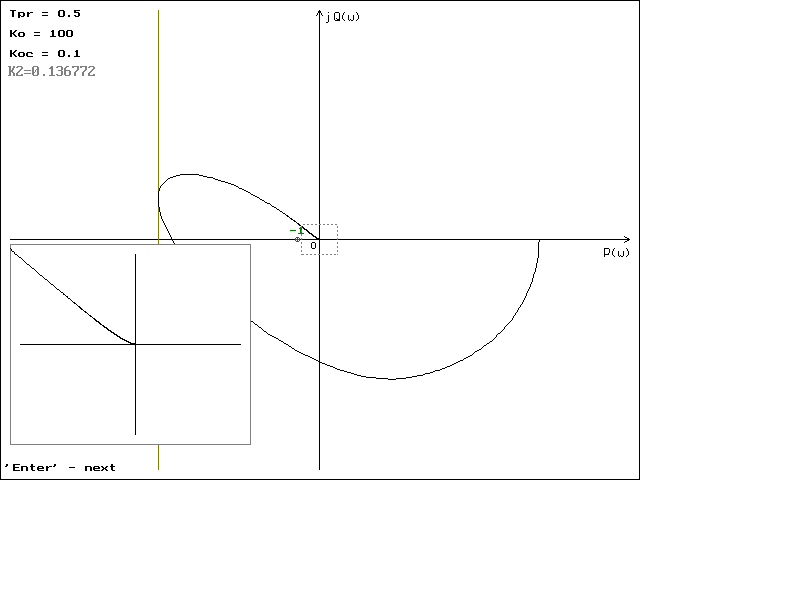 Tpr = 0.5
jQ(ω)
Ko = 100
Koc = 0.1
K2=0.136772
-1
0
P(ω)
'Enter' - next